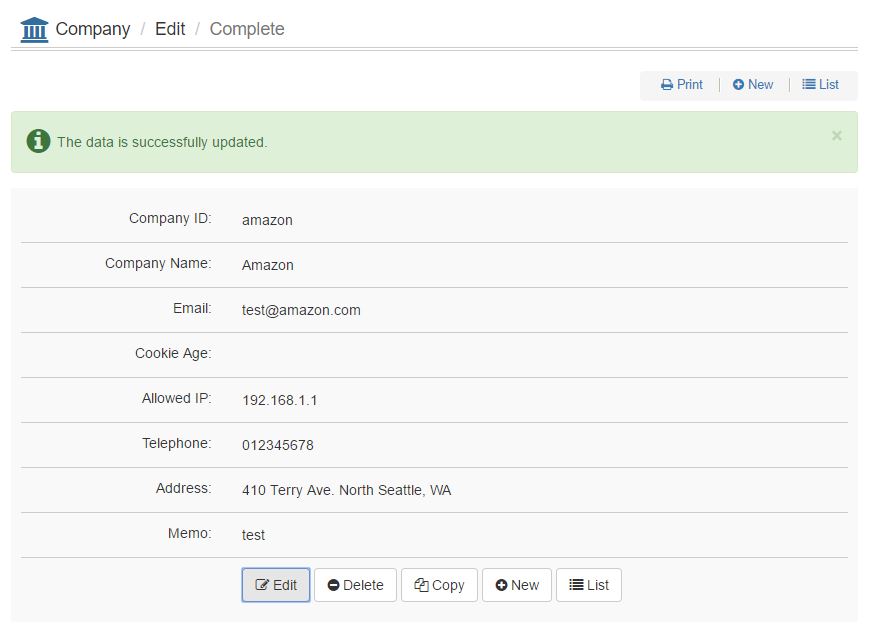 Company / Edit / Complete
Print | New | List
The data is successfully updated. ×
Company ID: amazon
Company Name: Amazon
Email: test@amazon.com
Cookie Age:
Allowed IP: 192.168.1.1
Telephone: 012345678
Address: 410 Terry Ave. North Seattle, WA
Memo: test
Edit Delete Copy New List